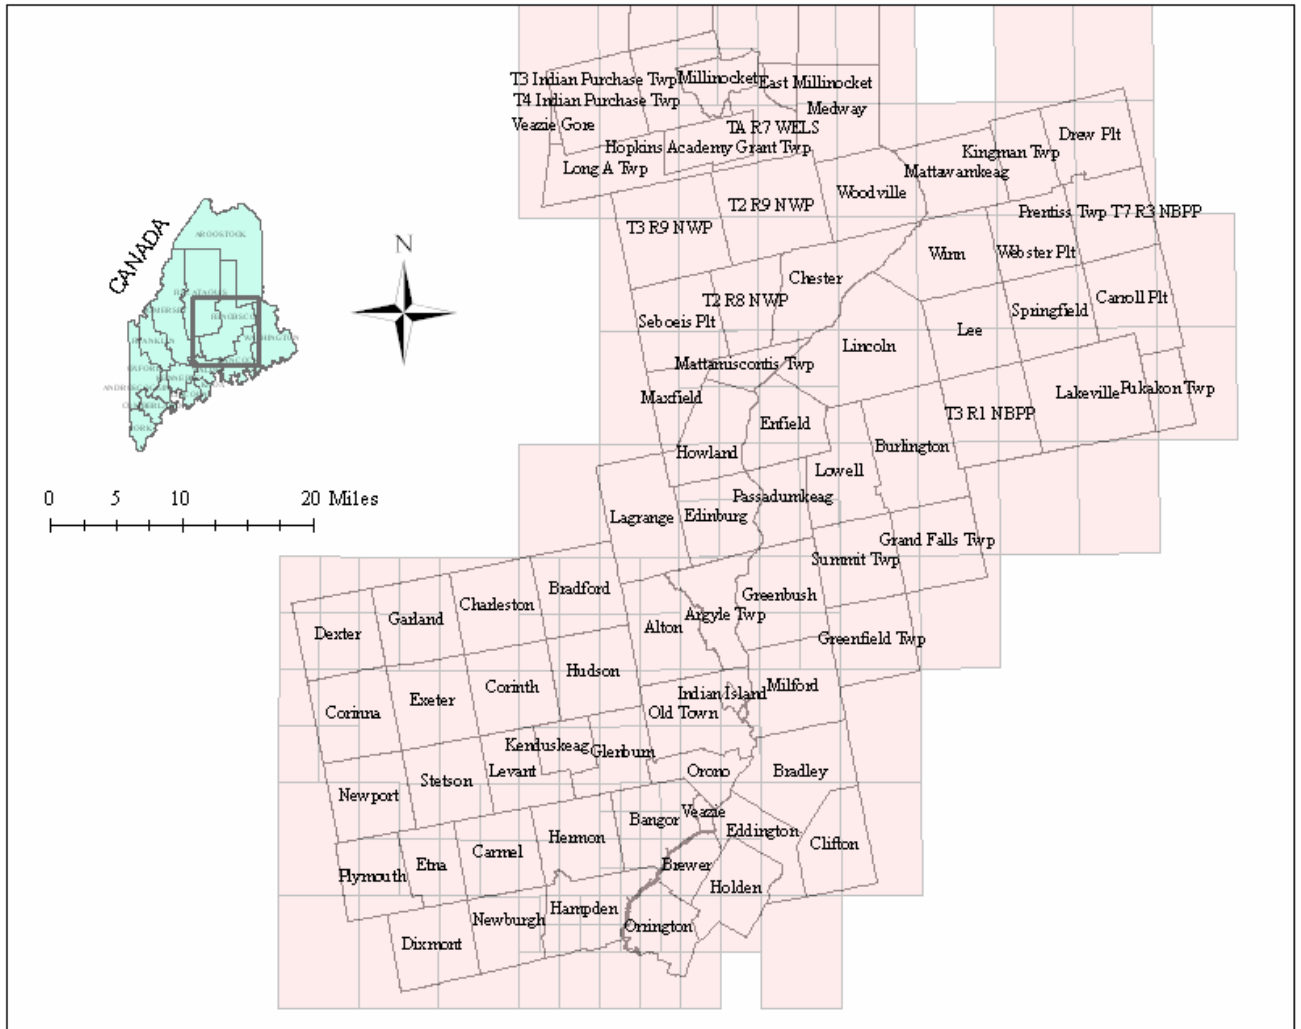 T3 Indian Purchase Twp
Millinocket
East Millinocket
T4 Indian Purchase Twp
Medway
Veazie Gore
TA R7 WELS
Drew Plt
Hopkins Academy Grant Twp
Kingman Twp
Long A Twp
Mattawamkeag
Woodville
T2 R9 NWP
Prentiss Twp T7 R3 NBPP
T3 R9 NWP
CANADA
AROOSTOOK
N
Winn
Webster Plt
Chester
T2 R8 NWP
Carroll Plt
Springfield
Seboeis Plt
Lee
Lincoln
WASHINGTON
FRANKLIN
Mattamiscontis Twp
OXFORD
Maxfield
Lakeville
Pukakon Twp
T3 R1 NBPP
Enfield
Burlington
Howland
Lowell
0 5 10 20 Miles
Passadumkeag
Lagrange
Edinburg
Grand Falls Twp
Summit Twp
Bradford
Greenbush
Charleston
Garland
Argyle Twp
Alton
Dexter
Greenfield Twp
Hudson
Corinth
Milford
Indian Island
Exeter
Corinna
Old Town
Kenduskeag
Glenburn
Levant
Orono
Bradley
Stetson
Newport
Veazie
Bangor
Eddington
Hermon
Clifton
Carmel
Etna
Brewer
Plymouth
Holden
Hampden
Newburgh
Orrington
Dixmont